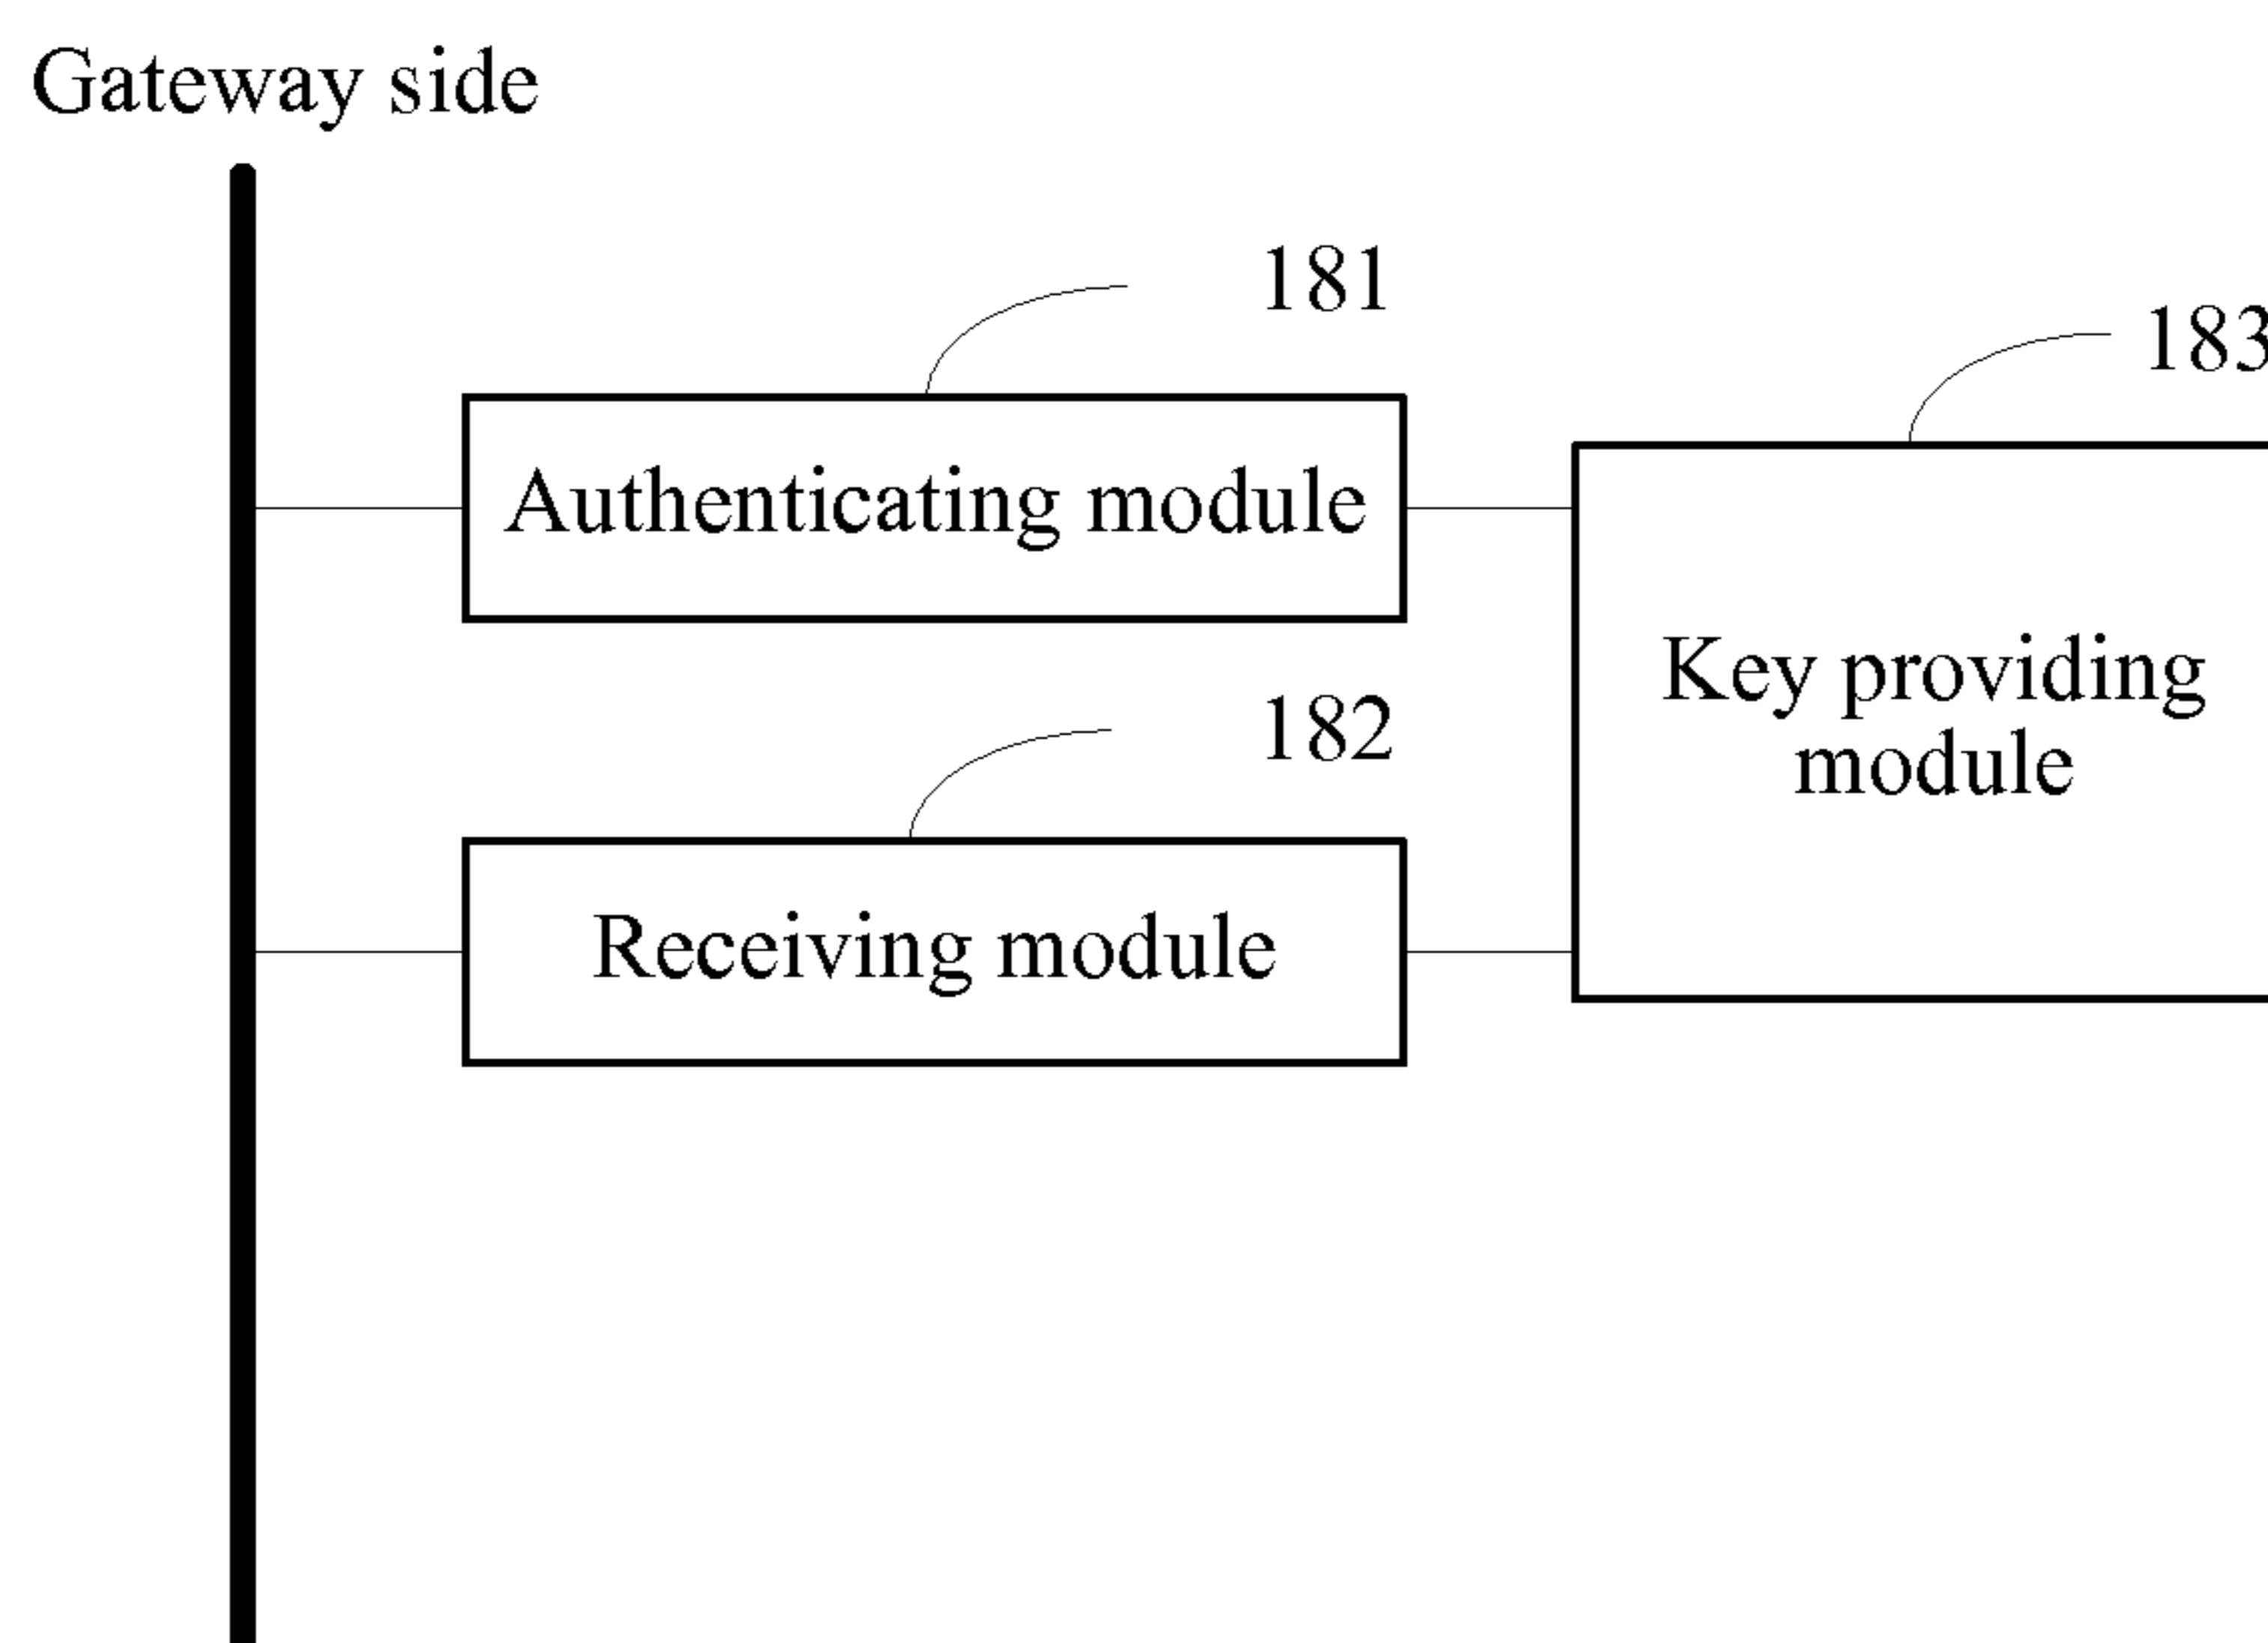 Gateway side
181
183
Authenticating module
Key providing
module
182
Receiving module